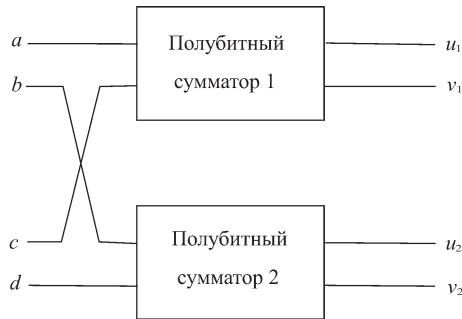 a
Полубитный
сумматор 1
u₁
b
v₁
c
Полубитный
сумматор 2
u₂
d
v₂